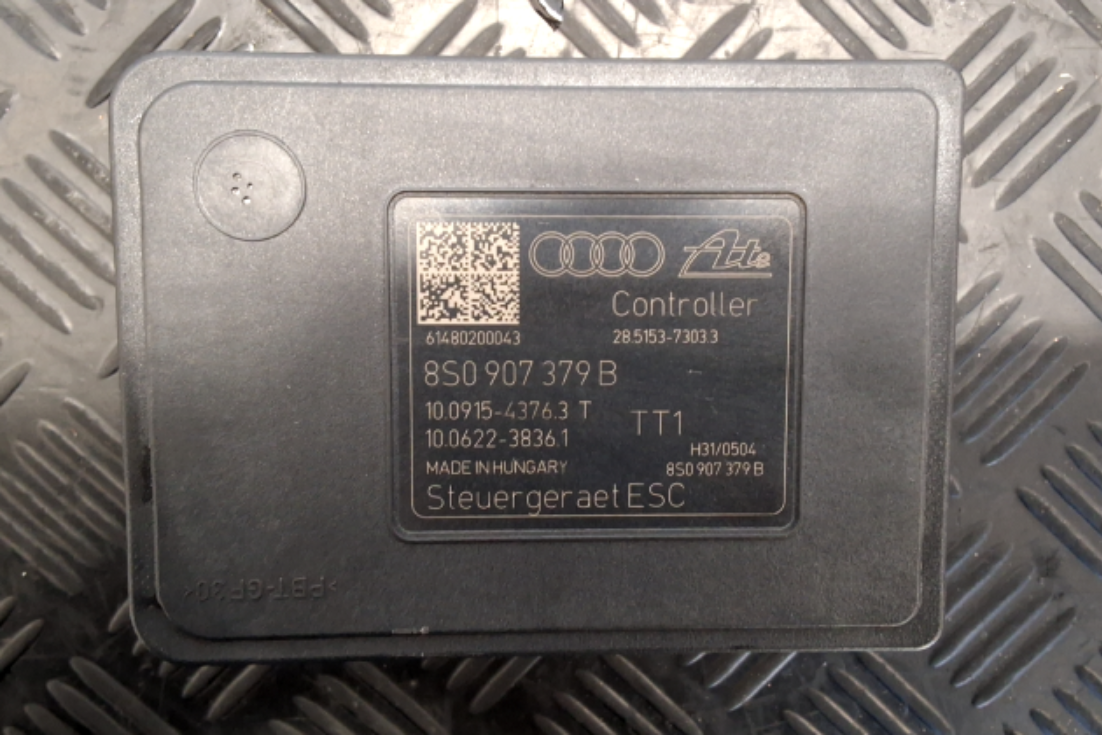 Ate
Controller
61480200043
28.5153-7303.3
8S0 907 379 B
10.0915-4376.3 T
TT1
10.0622-3836.1
H31/0504
MADE IN HUNGARY
8S0 907 379 B
Steuergeraet ESC
>PBT-GF30<